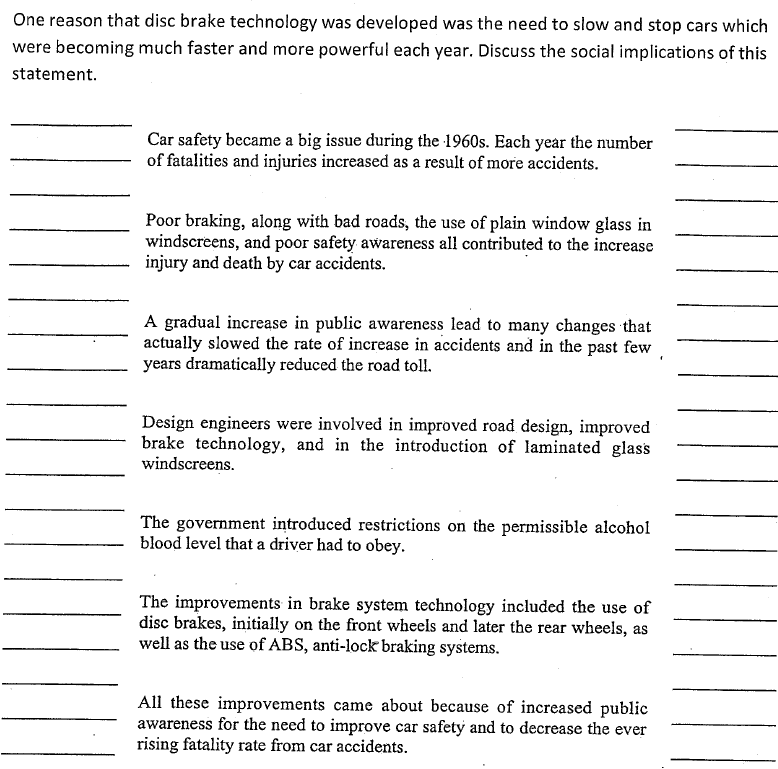 One reason that disc brake technology was developed was the need to slow and stop cars which
were becoming much faster and more powerful each year. Discuss the social implications of this
statement.
Car safety became a big issue during the 1960s. Each year the number
of fatalities and injuries increased as a result of more accidents.
Poor braking, along with bad roads, the use of plain window glass in
windscreens, and poor safety awareness all contributed to the increase
injury and death by car accidents.
A gradual increase in public awareness lead to many changes that
actually slowed the rate of increase in accidents and in the past few
years dramatically reduced the road toll.
Design engineers were involved in improved road design, improved
brake technology, and in the introduction of laminated glass
windscreens.
The government introduced restrictions on the permissible alcohol
blood level that a driver had to obey.
The improvements in brake system technology included the use of
disc brakes, initially on the front wheels and later the rear wheels, as
well as the use of ABS, anti-lock braking systems.
All these improvements came about because of increased public
awareness for the need to improve car safety and to decrease the ever
rising fatality rate from car accidents.